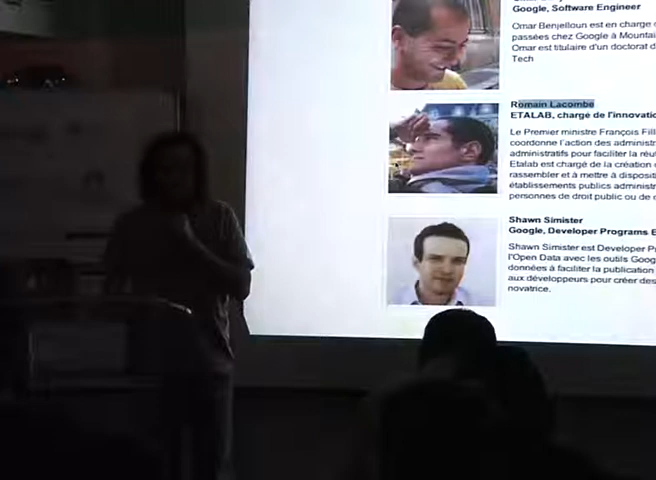 Google, Software Engineer
Omar Benjelloun est en charge
passées chez Google à Mountai
Omar est titulaire d'un doctorat d
Tech
Romain Lacombe
ETALAB, chargé de l'innovatio
Le Premier ministre François Fill
coordonne l'action des administr
administratifs pour faciliter la réut
Etalab est chargé de la création
rassembler et à mettre à dispositi
établissements publics administr
personnes de droit public ou de
Shawn Simister
Google, Developer Programs E
Shawn Simister est Developer Pr
l'Open Data avec les outils Goog
données à faciliter la publication
aux développeurs pour créer des
novatrice.